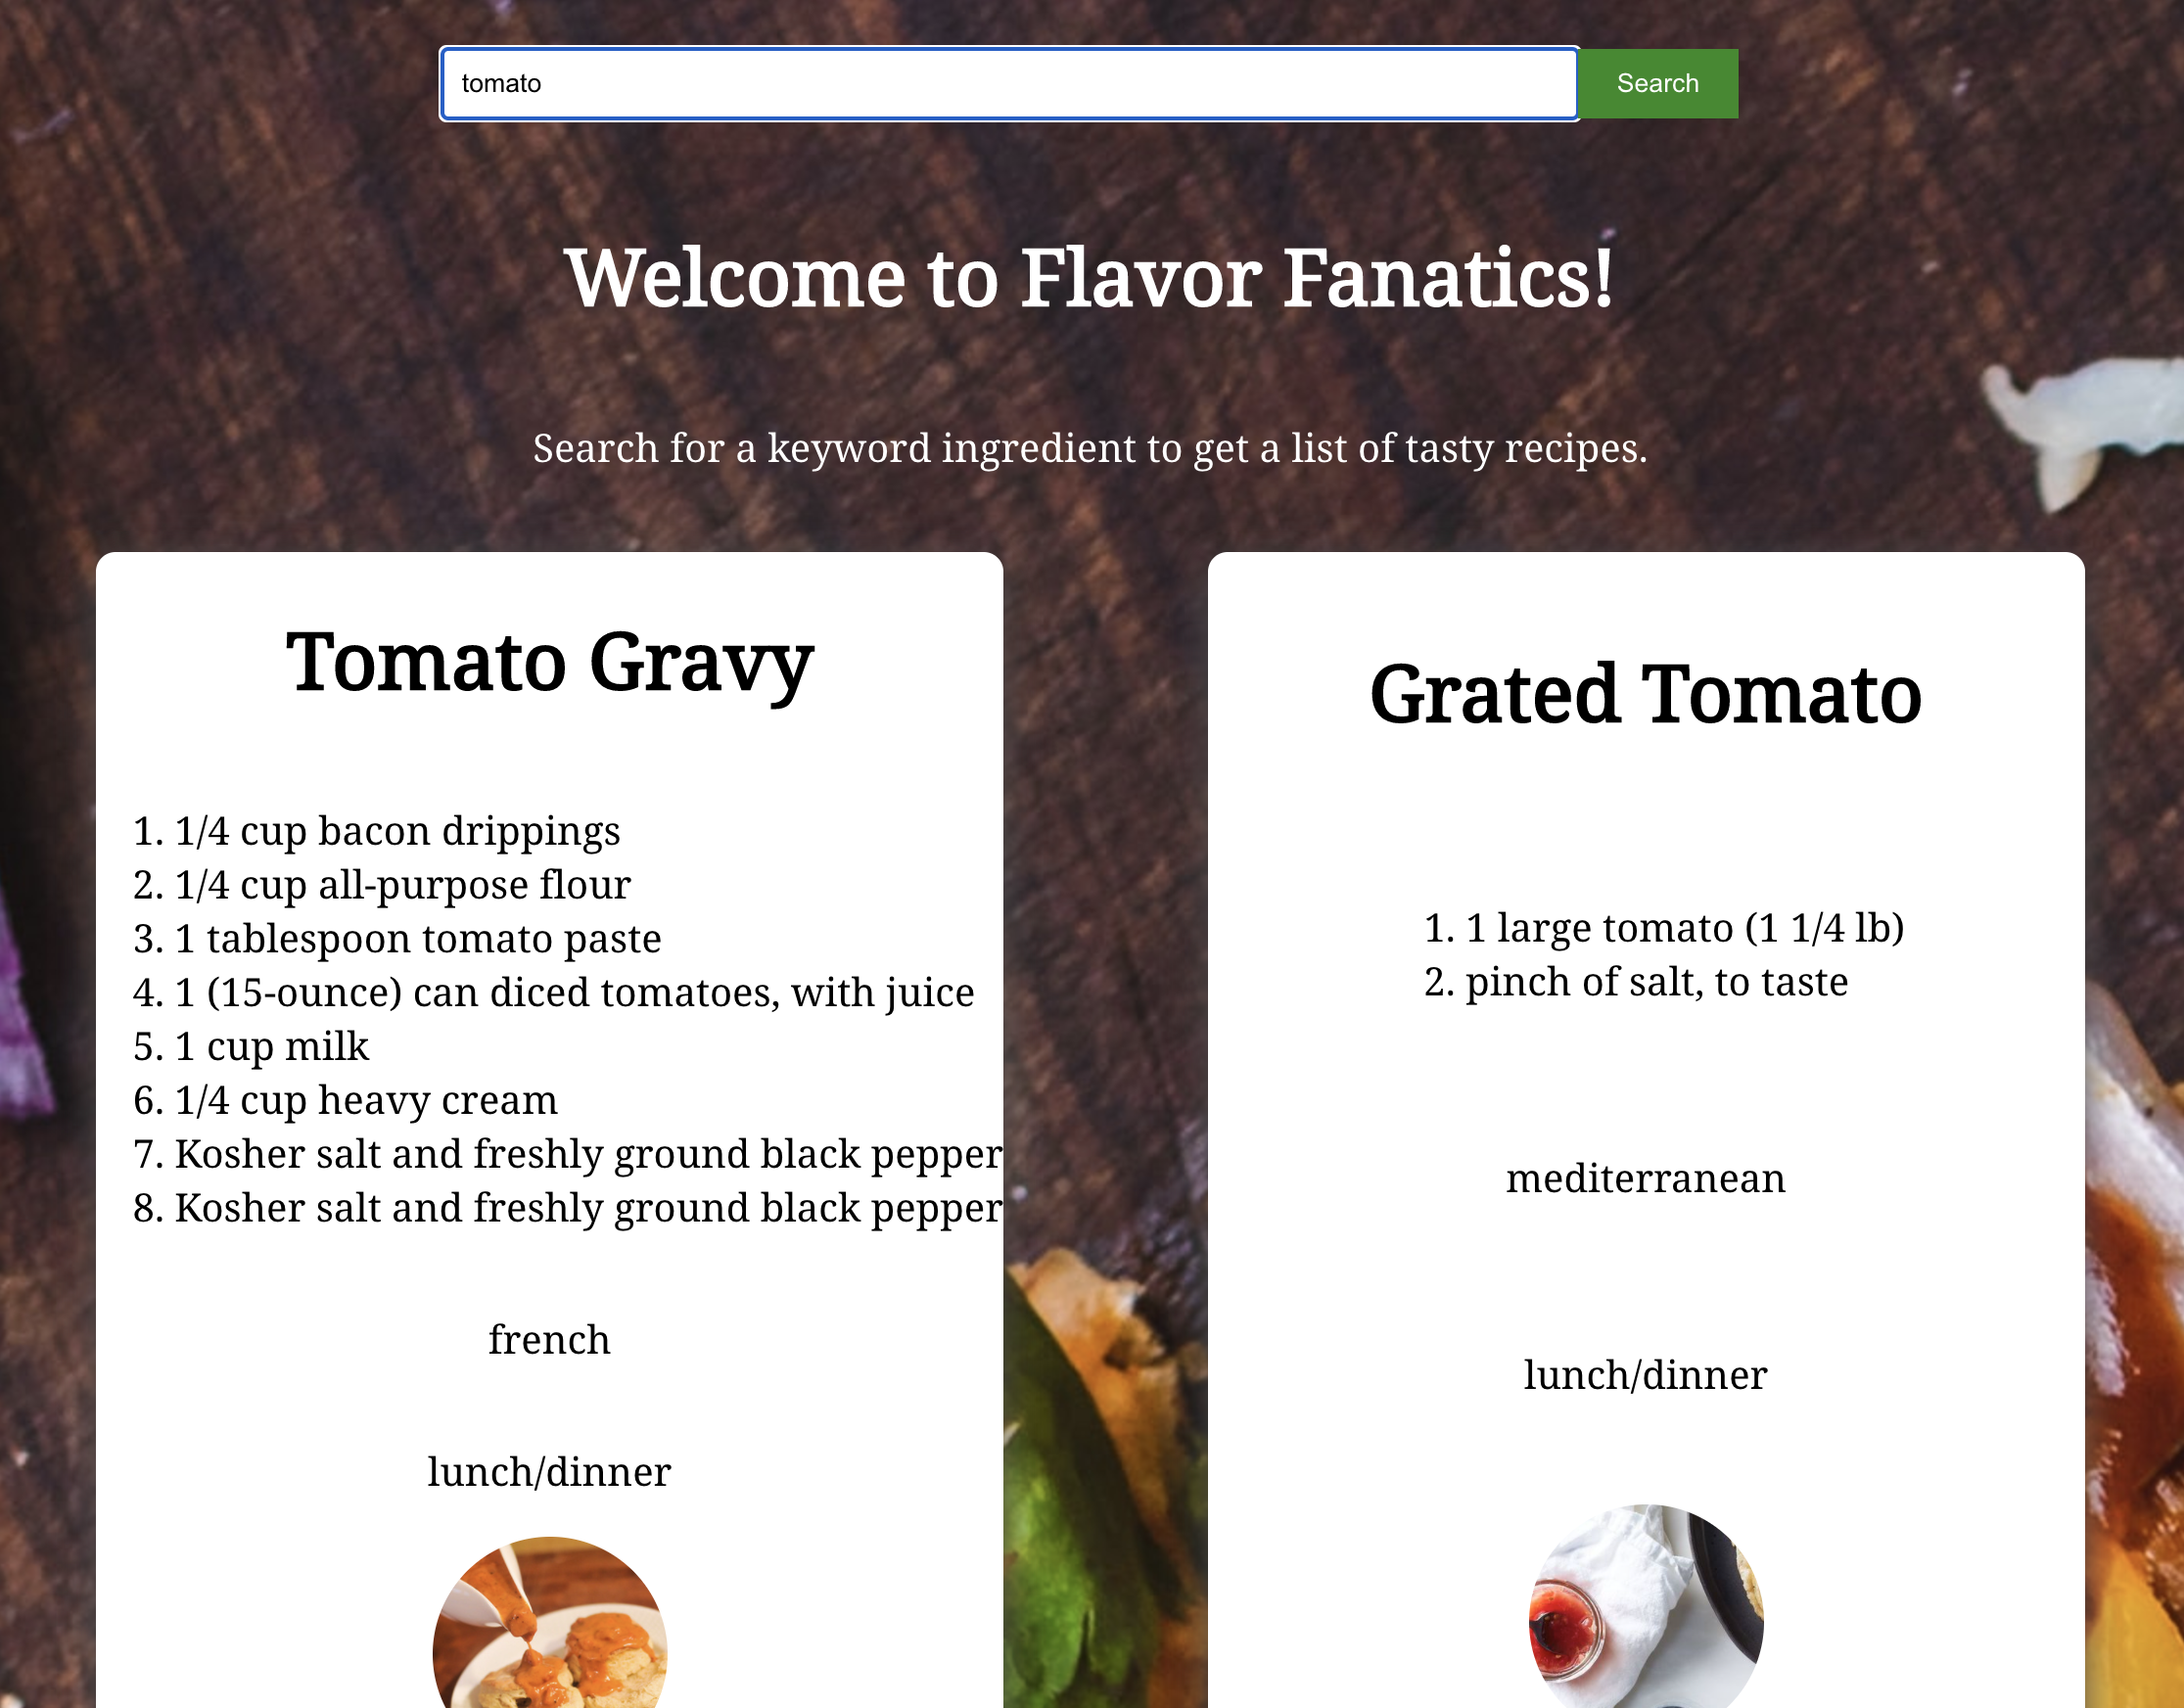 tomato
Search
Welcome to Flavor Fanatics!
Search for a keyword ingredient to get a list of tasty recipes.
Tomato Gravy
1. 1/4 cup bacon drippings
2. 1/4 cup all-purpose flour
3. 1 tablespoon tomato paste
4. 1 (15-ounce) can diced tomatoes, with juice
5. 1 cup milk
6. 1/4 cup heavy cream
7. Kosher salt and freshly ground black pepper
8. Kosher salt and freshly ground black pepper
french
lunch/dinner
Grated Tomato
1. 1 large tomato (1 1/4 lb)
2. pinch of salt, to taste
mediterranean
lunch/dinner